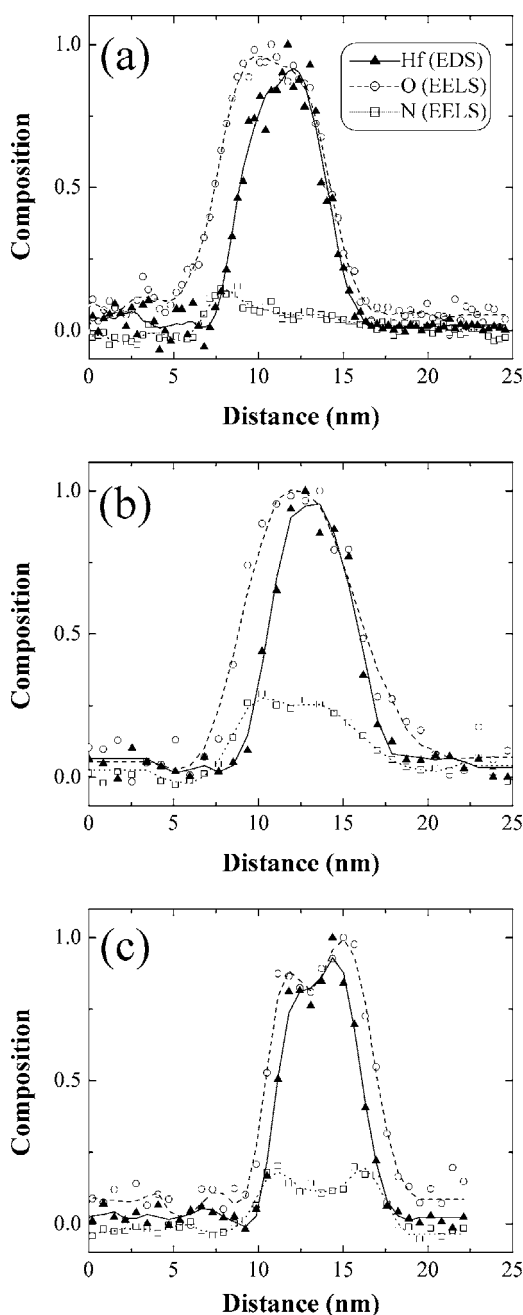 (a)
Hf (EDS)
O (EELS)
N (EELS)
1.0
0.5
0.0
Composition
0 5 10 15 20 25
Distance (nm)
(b)
1.0
0.5
0.0
Composition
0 5 10 15 20 25
Distance (nm)
(c)
1.0
0.5
0.0
Composition
0 5 10 15 20 25
Distance (nm)